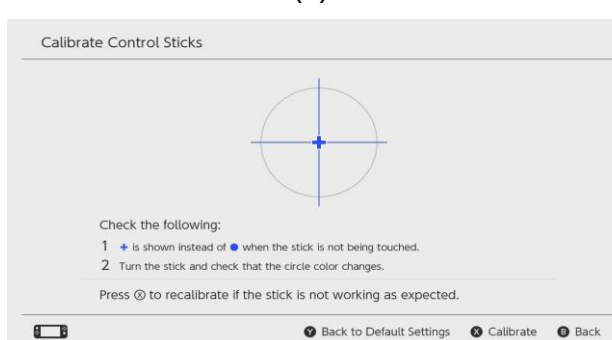 Calibrate Control Sticks
Check the following:
1 + is shown instead of ● when the stick is not being touched.
2 Turn the stick and check that the circle color changes.
Press Ⓧ to recalibrate if the stick is not working as expected.
Ⓨ Back to Default Settings Ⓧ Calibrate Ⓑ Back